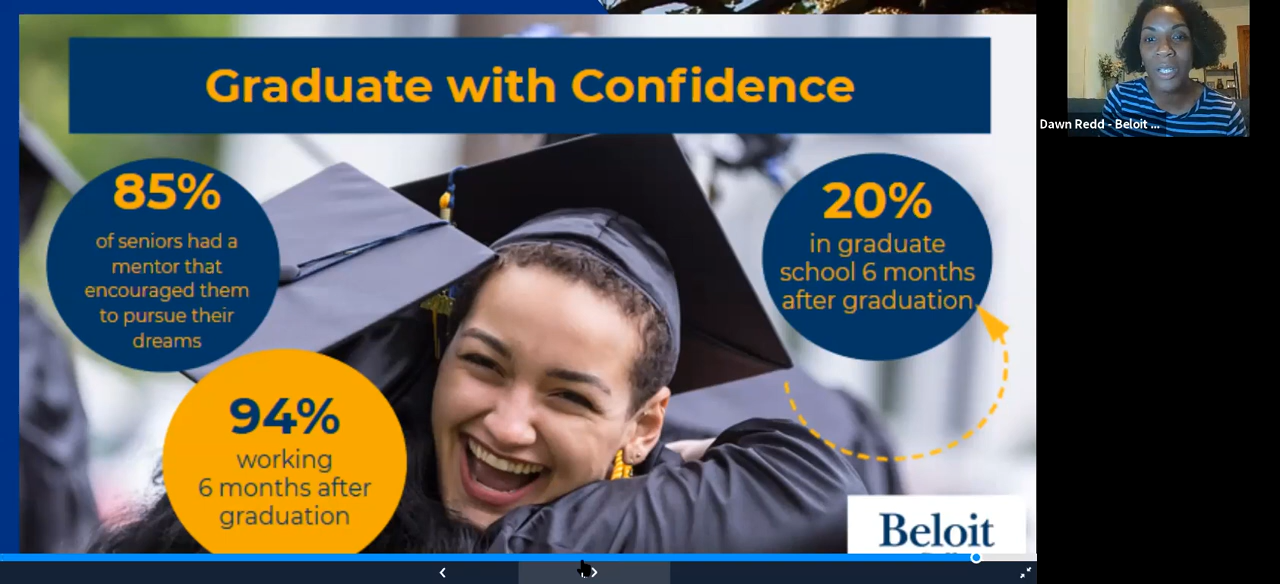 Graduate with Confidence
85%
of seniors had a
mentor that
encouraged them
to pursue their
dreams
94%
working
6 months after
graduation
20%
in graduate
school 6 months
after graduation
Beloit
Dawn Redd - Beloit ...